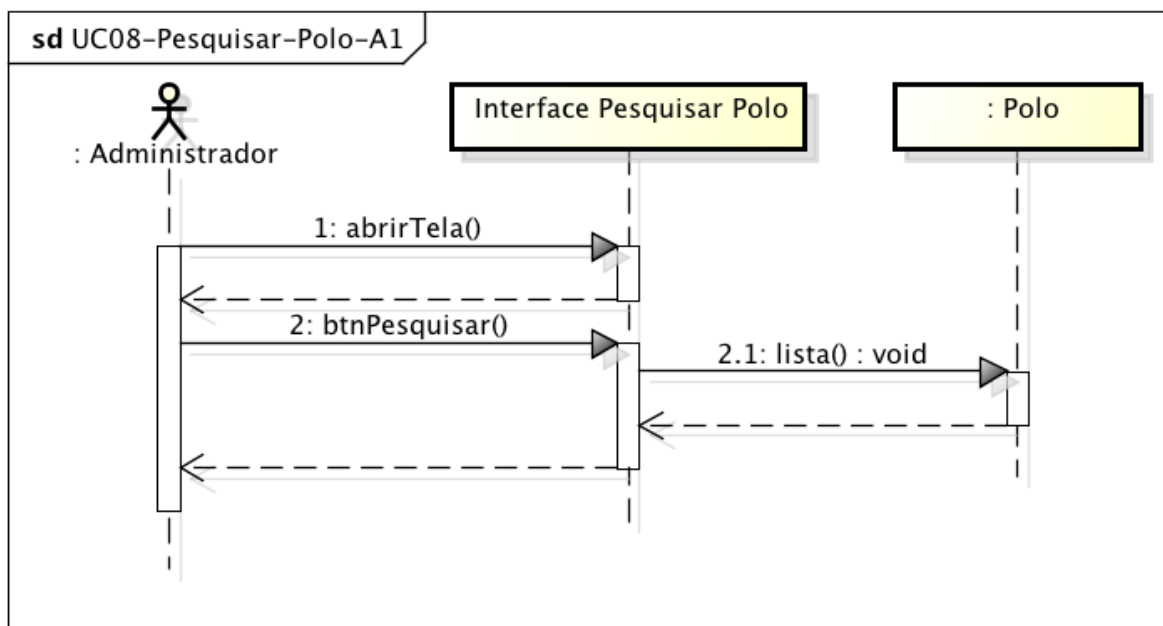 sd UC08-Pesquisar-Polo-A1
: Administrador
Interface Pesquisar Polo
: Polo
1: abrirTela()
2: btnPesquisar()
2.1: lista() : void